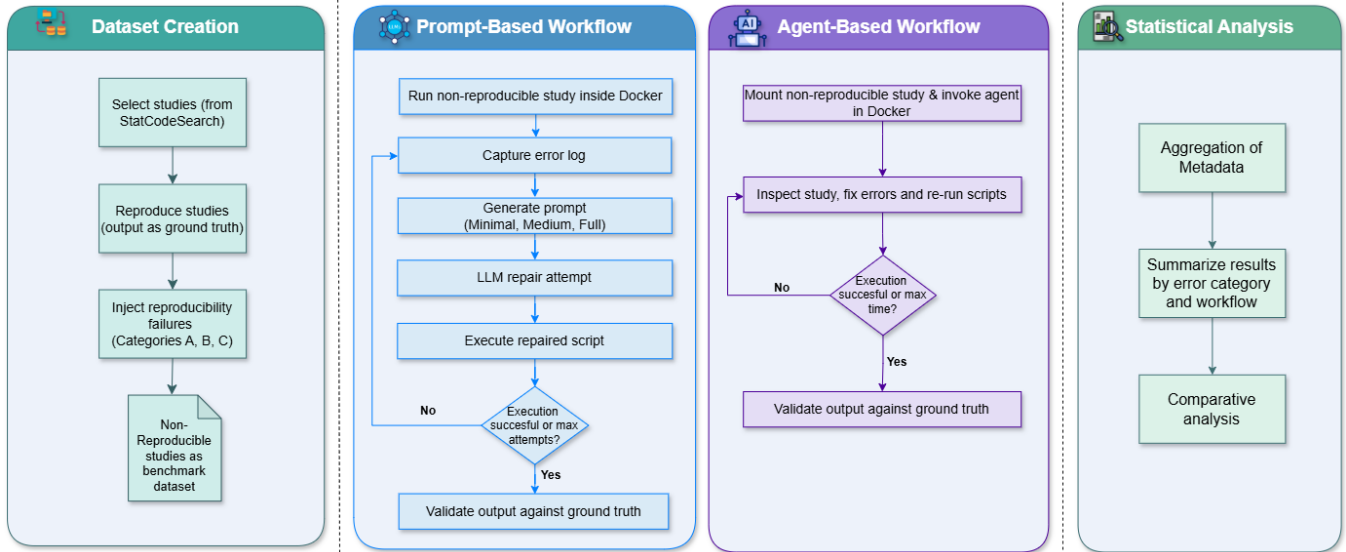 Dataset Creation
Select studies (from
StatCodeSearch)
Reproduce studies
(output as ground truth)
Inject reproducibility
failures
(Categories A, B, C)
Non-
Reproducible
studies as
benchmark
dataset
Prompt-Based Workflow
Run non-reproducible study inside Docker
Capture error log
Generate prompt
(Minimal, Medium, Full)
LLM repair attempt
Execute repaired script
Execution
succesful or max
attempts?
No
Yes
Validate output against ground truth
Agent-Based Workflow
AI
Mount non-reproducible study & invoke agent
in Docker
Inspect study, fix errors and re-run scripts
Execution
succesful or max
time?
No
Yes
Validate output against ground truth
Statistical Analysis
Aggregation of
Metadata
Summarize results
by error category
and workflow
Comparative
analysis